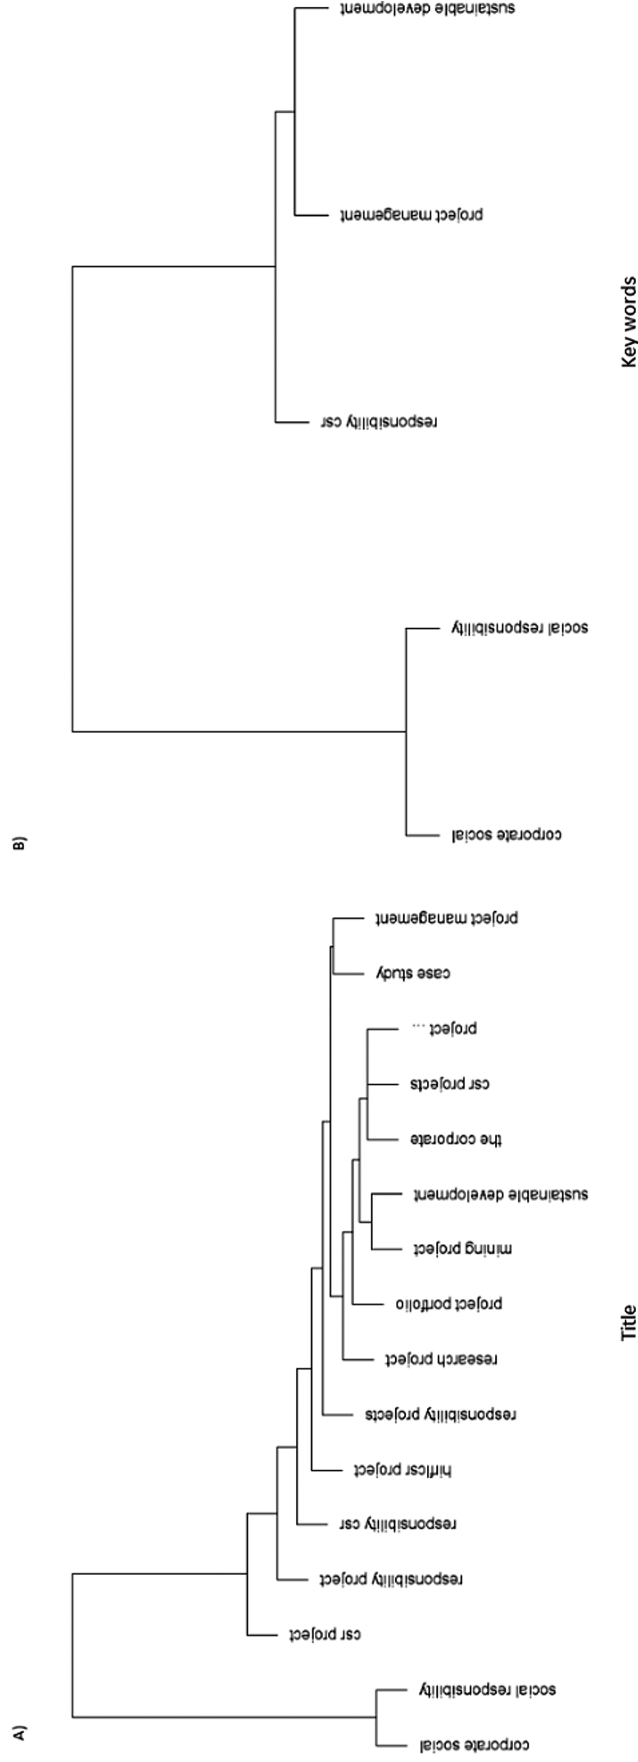 B)
sustainable development
project management
responsibility csr
social responsibility
corporate social
Key words
A)
project management
case study
project ...
csr projects
the corporate
sustainable development
mining project
project portfolio
research project
responsibility projects
hirflcsr project
responsibility csr
responsibility project
csr project
social responsibility
corporate social
Title